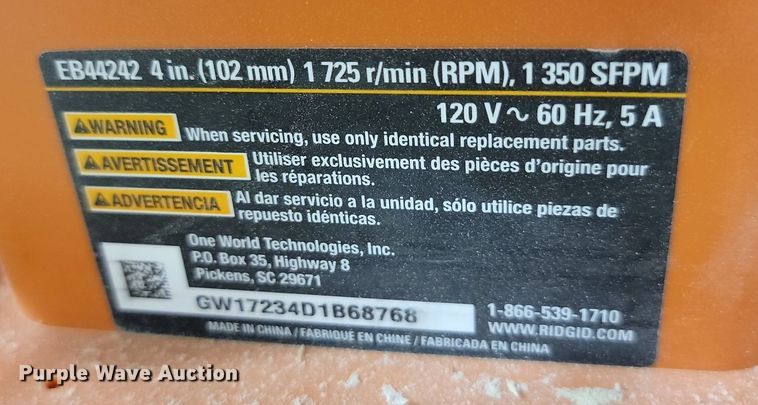 EB44242 4 in. (102 mm) 1 725 r/min (RPM), 1 350 SFPM
120 V ~ 60 Hz, 5 A
WARNING When servicing, use only identical replacement parts.
AVERTISSEMENT Utiliser exclusivement des pièces d'origine pour
les réparations.
ADVERTENCIA Al dar servicio a la unidad, sólo utilice piezas de
repuesto idénticas.
One World Technologies, Inc.
P.O. Box 35, Highway 8
Pickens, SC 29671
GW17234D1B68768
1-866-539-1710
WWW.RIDGID.COM
MADE IN CHINA / FABRIQUÉ EN CHINE / FABRICADA EN CHINA
Purple Wave Auction